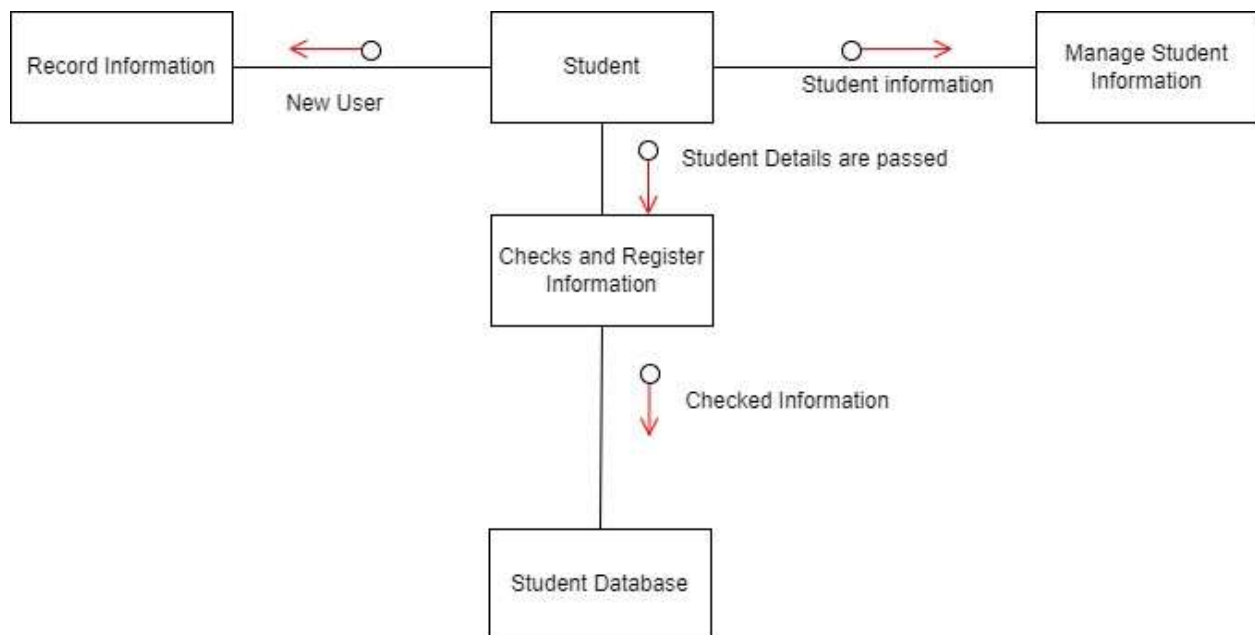 Record Information
Student
Manage Student
Information
New User
Student information
Student Details are passed
Checks and Register
Information
Checked Information
Student Database